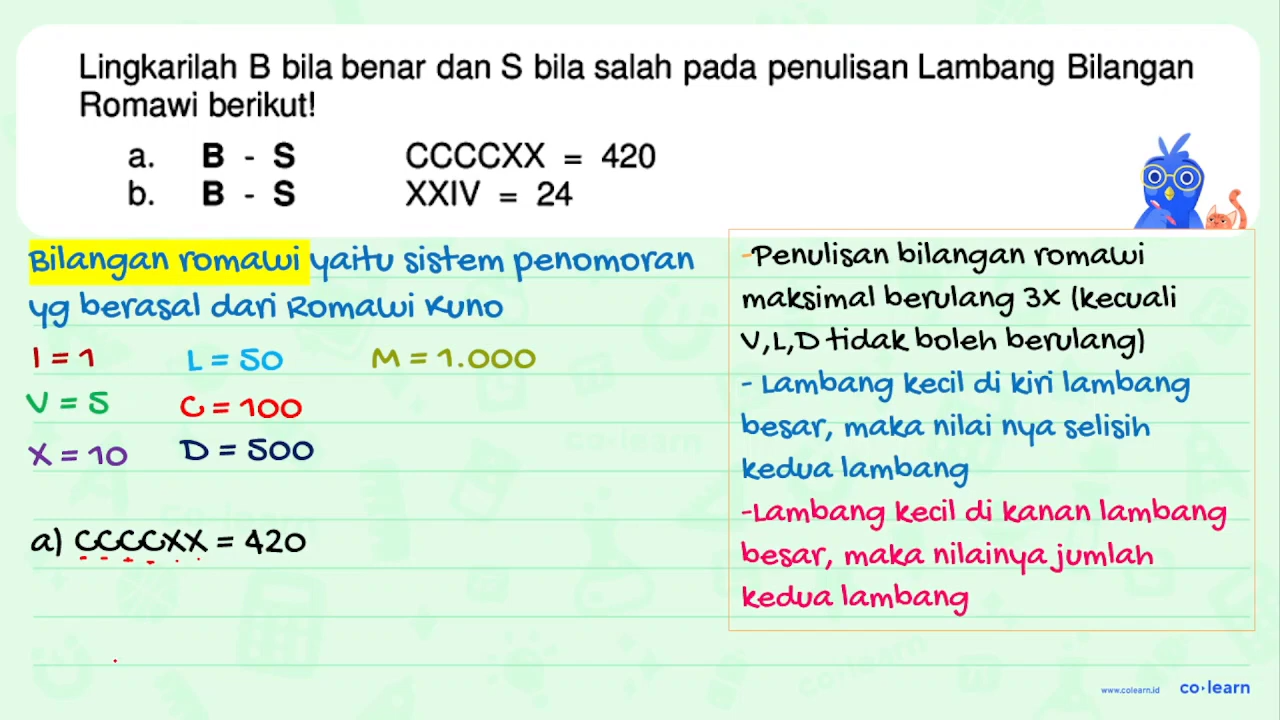 Lingkarilah B bila benar dan S bila salah pada penulisan Lambang Bilangan
Romawi berikut!
a. B - S CCCCXX = 420
b. B - S XXIV = 24
Bilangan romawi yaitu sistem penomoran
yg berasal dari Romawi Kuno
I = 1 L = 50 M = 1.000
V = 5 C = 100
X = 10 D = 500
a) CCCCXX = 420
-Penulisan bilangan romawi
maksimal berulang 3x (kecuali
V,L,D tidak boleh berulang)
- Lambang kecil di kiri lambang
besar, maka nilai nya selisih
kedua lambang
-Lambang kecil di kanan lambang
besar, maka nilainya jumlah
kedua lambang
www.colearn.id co·learn